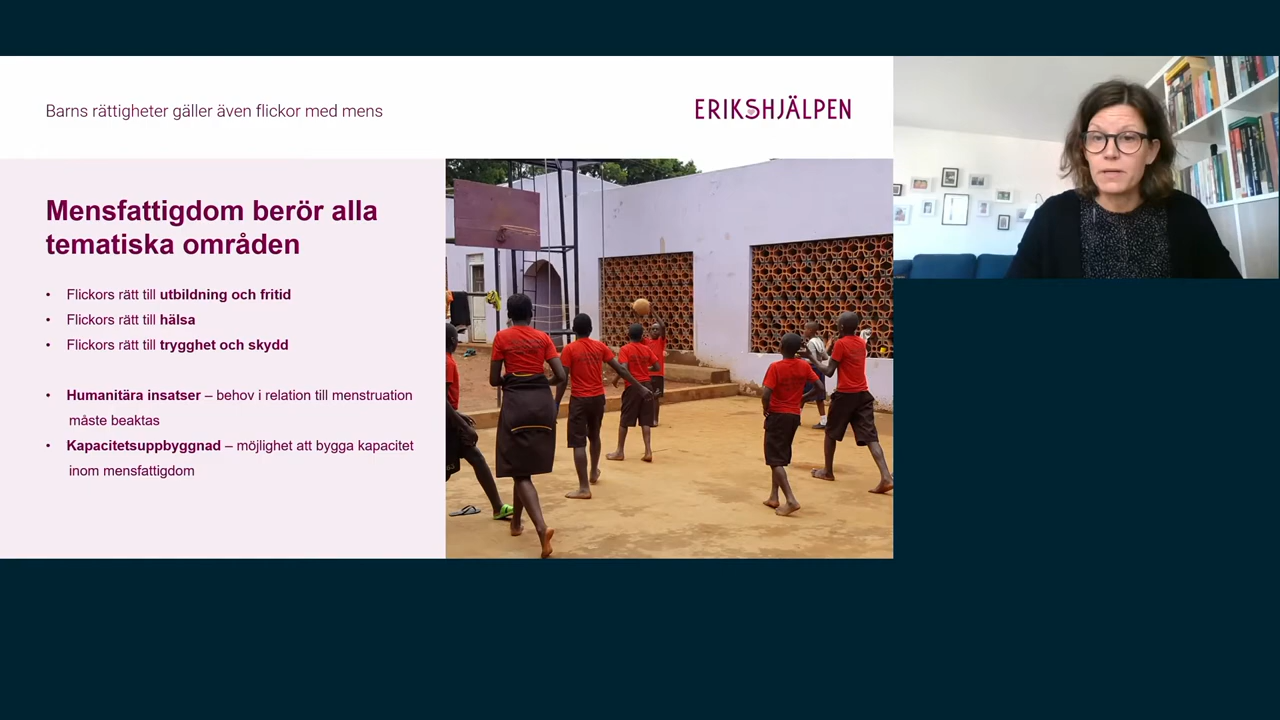 Barns rättigheter gäller även flickor med mens
ERIKSHJÄLPEN
Mensfattigdom berör alla
tematiska områden
• Flickors rätt till utbildning och fritid
• Flickors rätt till hälsa
• Flickors rätt till trygghet och skydd
• Humanitära insatser – behov i relation till menstruation
måste beaktas
• Kapacitetsuppbyggnad – möjlighet att bygga kapacitet
inom mensfattigdom